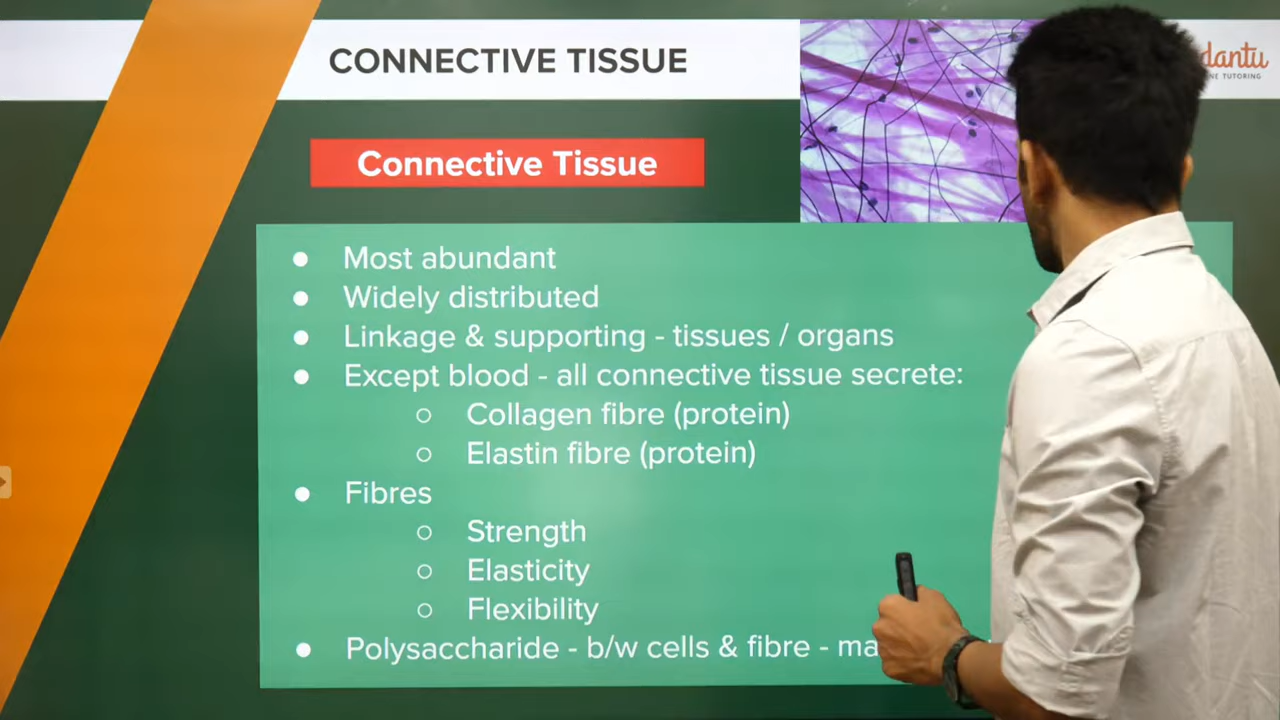 CONNECTIVE TISSUE
Connective Tissue
● Most abundant
● Widely distributed
● Linkage & supporting - tissues / organs
● Except blood - all connective tissue secrete:
○ Collagen fibre (protein)
○ Elastin fibre (protein)
● Fibres
○ Strength
○ Elasticity
○ Flexibility
● Polysaccharide - b/w cells & fibre -